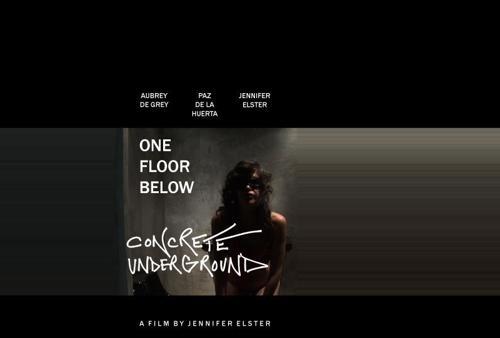 AUBREY
DE GREY
PAZ
DE LA
HUERTA
JENNIFER
ELSTER
ONE
FLOOR
BELOW
CONCRETE
UNDERGROUND
A FILM BY JENNIFER ELSTER